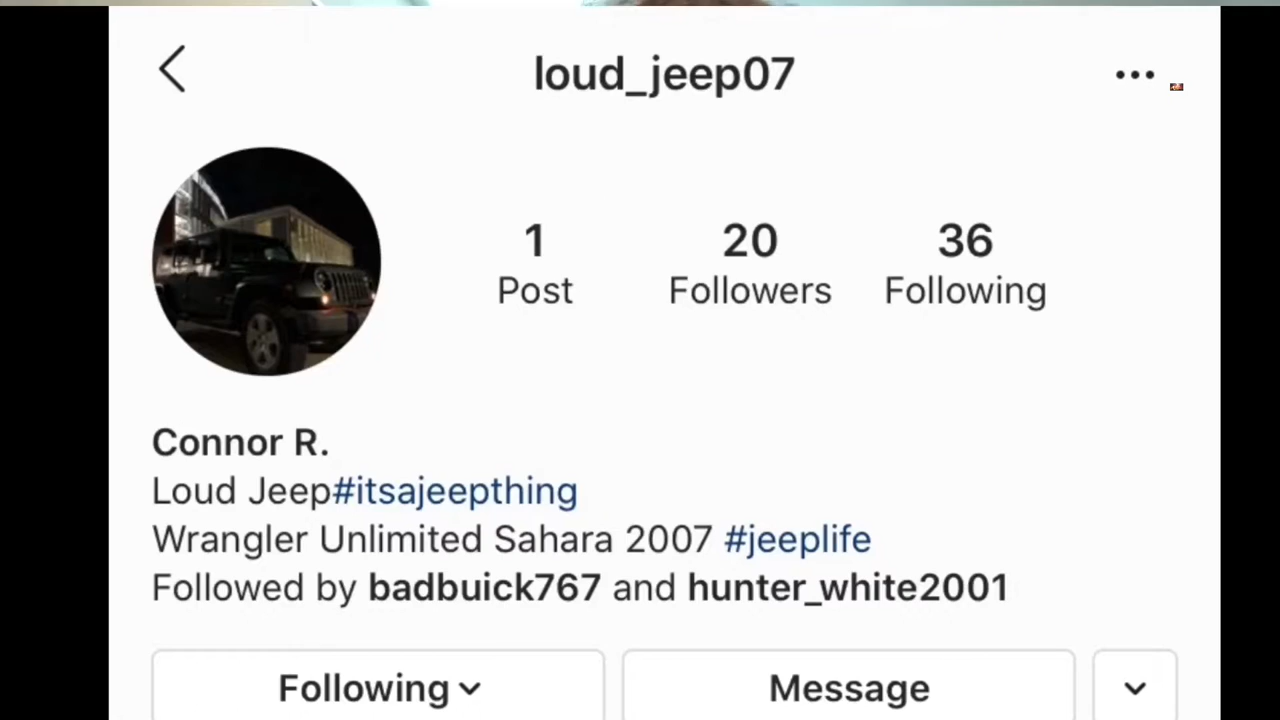 loud_jeep07
1 20 36
Post Followers Following
Connor R.
Loud Jeep#itsajeepthing
Wrangler Unlimited Sahara 2007 #jeeplife
Followed by badbuick767 and hunter_white2001
Following Message